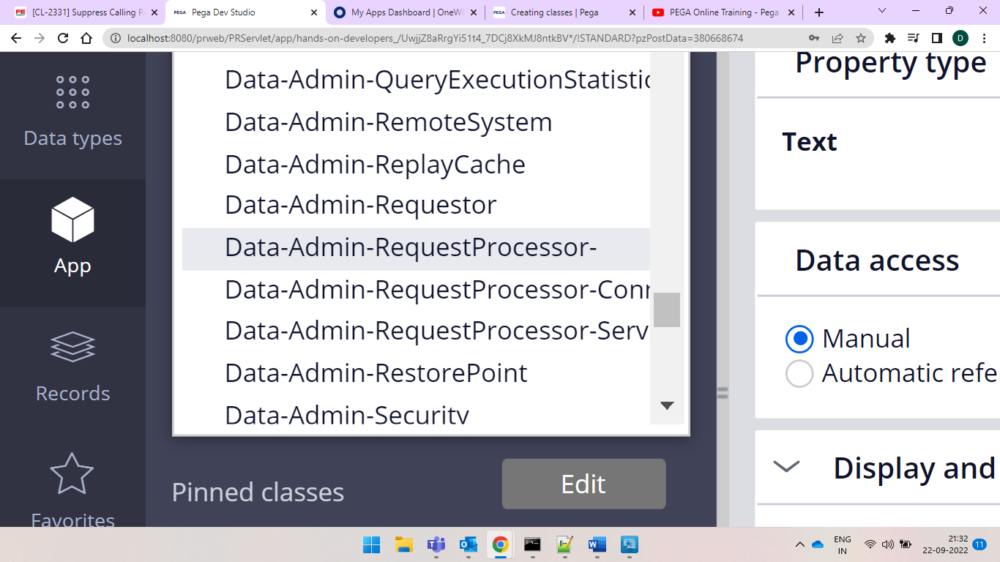 [CL-2331] Suppress Calling P
PEGA Pega Dev Studio
My Apps Dashboard | OneW
PEGA Creating classes | Pega
PEGA Online Training - Pega
localhost:8080/prweb/PRServlet/app/hands-on-developers_/UwjjZ8aRrgYi51t4_7DCj8XkMJ8ntkBV*/!STANDARD?pzPostData=380668674
D
Data types
App
Records
Favorites
Data-Admin-QueryExecutionStatistic
Data-Admin-RemoteSystem
Data-Admin-ReplayCache
Data-Admin-Requestor
Data-Admin-RequestProcessor-
Data-Admin-RequestProcessor-Conn
Data-Admin-RequestProcessor-Serv
Data-Admin-RestorePoint
Data-Admin-Security
Pinned classes
Edit
Property type
Text
Data access
Manual
Automatic refe
Display and
ENG
IN
21:32
22-09-2022
11